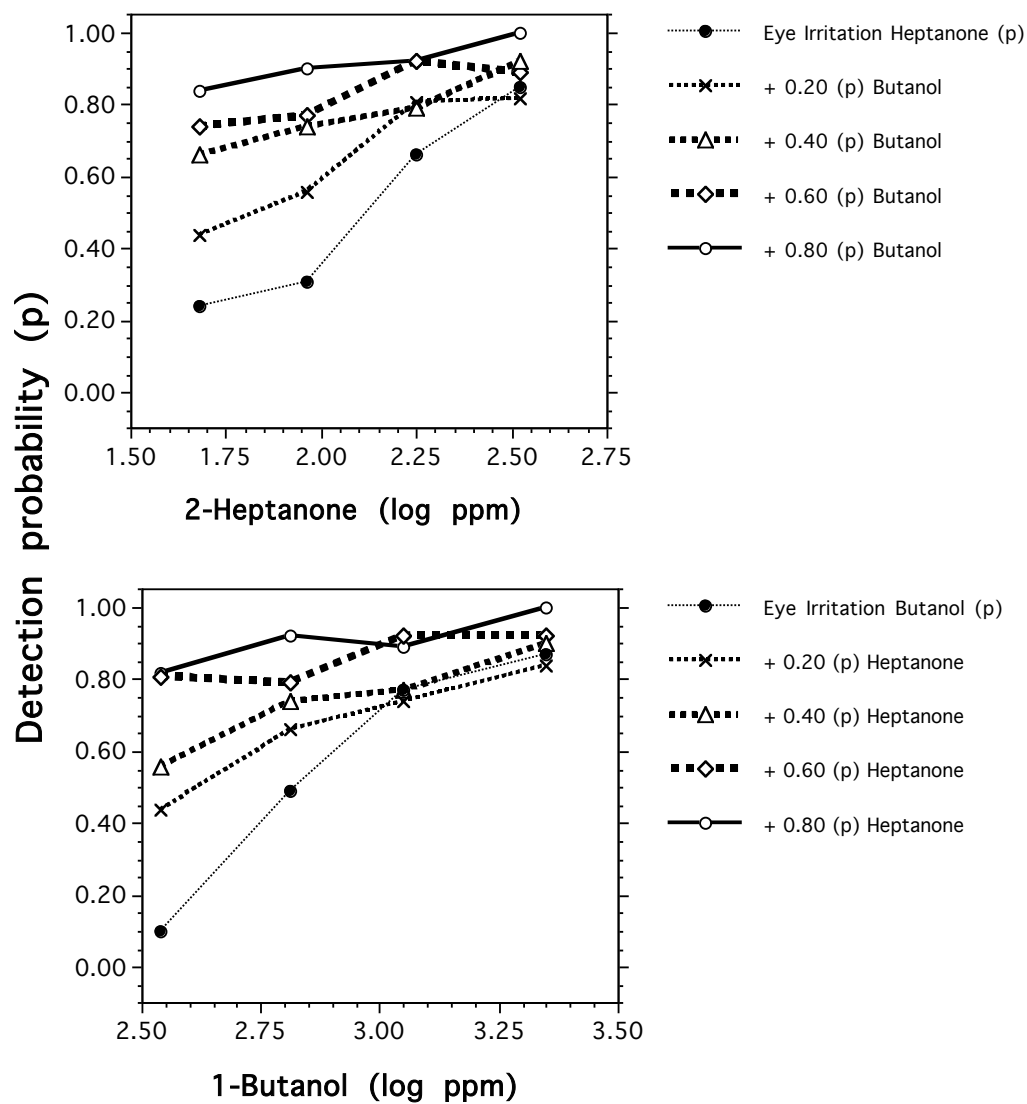 Detection probability (p)
1.00
0.80
0.60
0.40
0.20
0.00
1.50 1.75 2.00 2.25 2.50 2.75
2-Heptanone (log ppm)
Eye Irritation Heptanone (p)
+ 0.20 (p) Butanol
+ 0.40 (p) Butanol
+ 0.60 (p) Butanol
+ 0.80 (p) Butanol
1.00
0.80
0.60
0.40
0.20
0.00
2.50 2.75 3.00 3.25 3.50
1-Butanol (log ppm)
Eye Irritation Butanol (p)
+ 0.20 (p) Heptanone
+ 0.40 (p) Heptanone
+ 0.60 (p) Heptanone
+ 0.80 (p) Heptanone